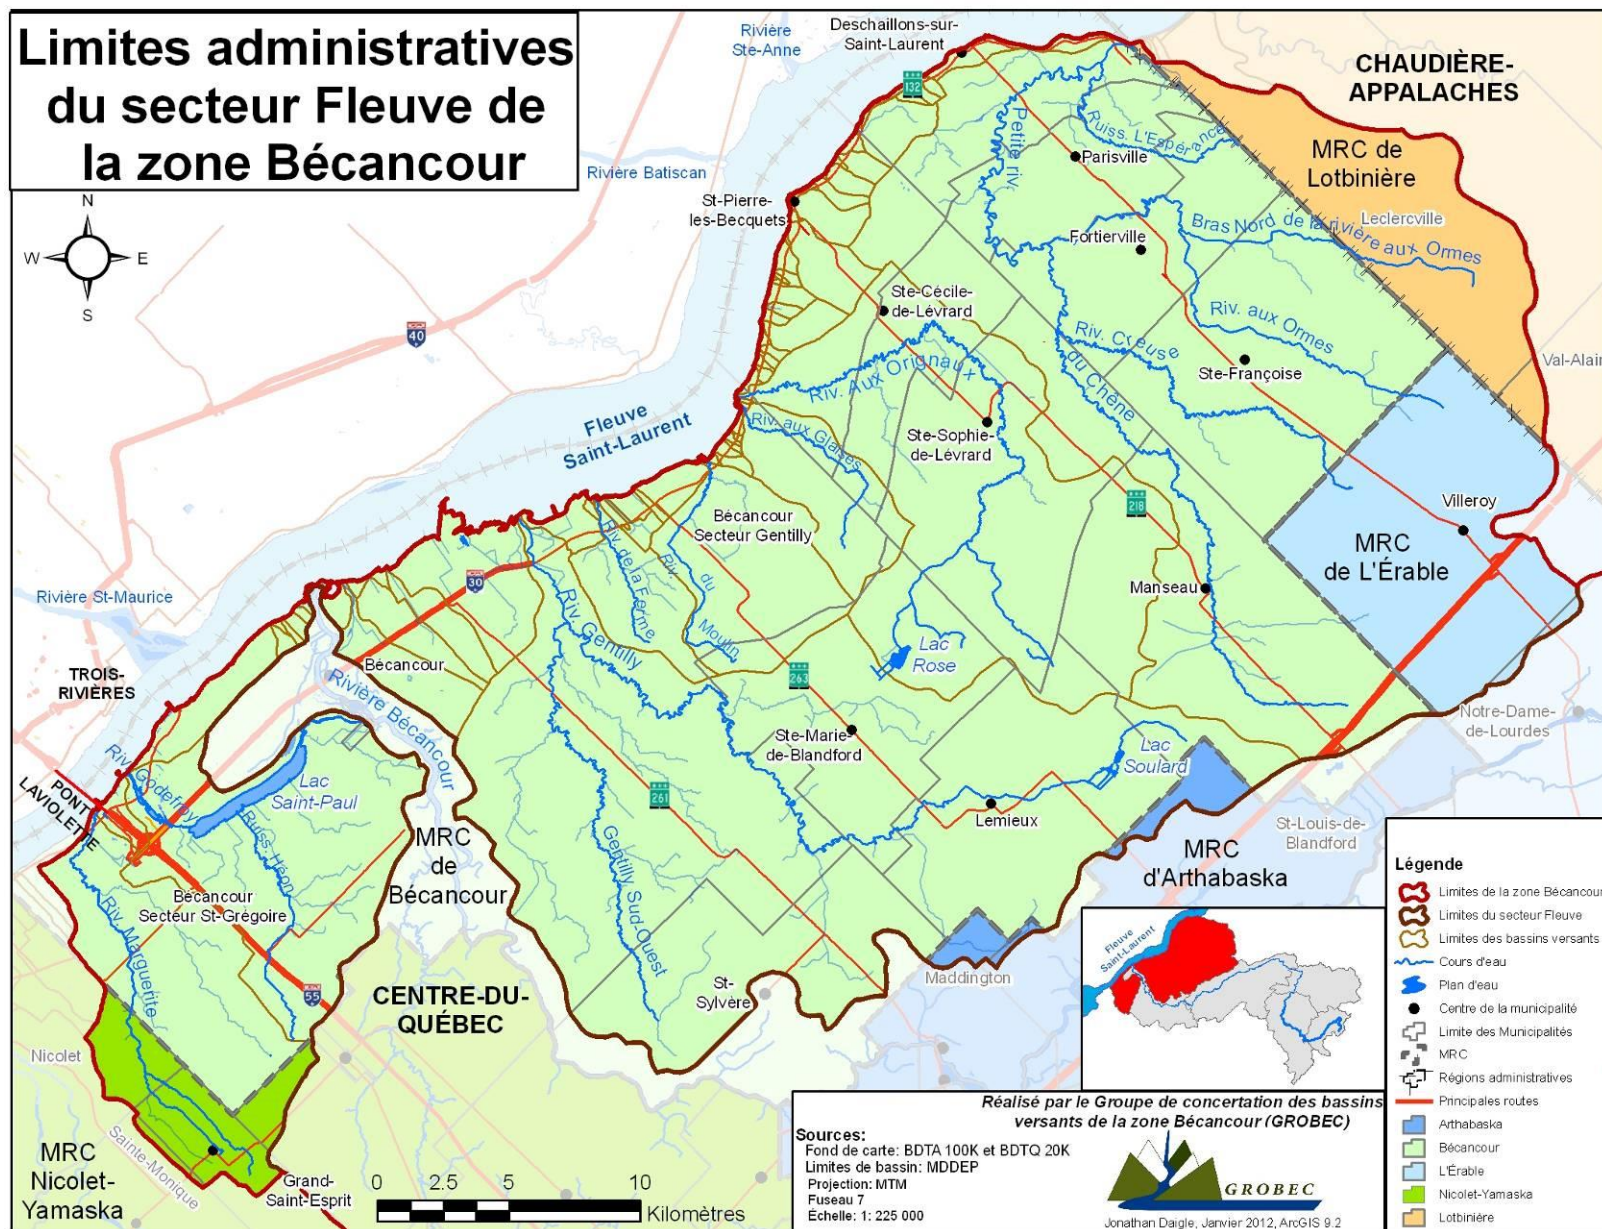 Limites administratives
du secteur Fleuve de
la zone Bécancour
N
W
E
S
Rivière
Ste-Anne
Deschaillons-sur-
Saint-Laurent
132
CHAUDIÈRE-
APPALACHES
Rivière Batiscan
Petite riv.
Ruiss. L'Espérance
Parisville
MRC de
Lotbinière
Leclercville
St-Pierre-
les-Becquets
Fortierville
Bras Nord de la rivière aux Ormes
40
Ste-Cécile-
de-Lévrard
Riv. aux Ormes
Riv. Creuse
Val-Alain
Ste-Françoise
Riv. Aux Orignaux
du Chêne
Fleuve
Saint-Laurent
Riv. aux Glaises
Ste-Sophie-
de-Lévrard
218
Villeroy
Bécancour
Secteur Gentilly
MRC
de L'Érable
Riv. de la Ferme
Riv.
du
Moulin
30
Manseau
Rivière St-Maurice
Riv. Gentilly
Lac
Rose
TROIS-
RIVIÈRES
Bécancour
Rivière Bécancour
263
Notre-Dame-
de-Lourdes
Ste-Marie-
de-Blandford
Lac
Soulard
Riv. Godefroy
Lac
Saint-Paul
PONT
LAVIOLETTE
261
Lemieux
St-Louis-de-
Blandford
Ruiss. Héon
MRC
de
Bécancour
MRC
d'Arthabaska
Gentilly Sud-Ouest
Bécancour
Secteur St-Grégoire
Riv. Marguerite
55
CENTRE-DU-
QUÉBEC
St-
Sylvère
Maddington
Nicolet
Sainte-Monique
MRC
Nicolet-
Yamaska
Grand-
Saint-Esprit
0 2.5 5 10
Kilomètres
Fleuve
Saint-Laurent
Légende
Limites de la zone Bécancour
Limites du secteur Fleuve
Limites des bassins versants
Cours d'eau
Plan d'eau
Centre de la municipalité
Limite des Municipalités
MRC
Régions administratives
Principales routes
Arthabaska
Bécancour
L'Érable
Nicolet-Yamaska
Lotbinière
Réalisé par le Groupe de concertation des bassins
versants de la zone Bécancour (GROBEC)
Sources:
Fond de carte: BDTA 100K et BDTQ 20K
Limites de bassin: MDDEP
Projection: MTM
Fuseau 7
Échelle: 1: 225 000
GROBEC
Jonathan Daigle, Janvier 2012, ArcGIS 9.2